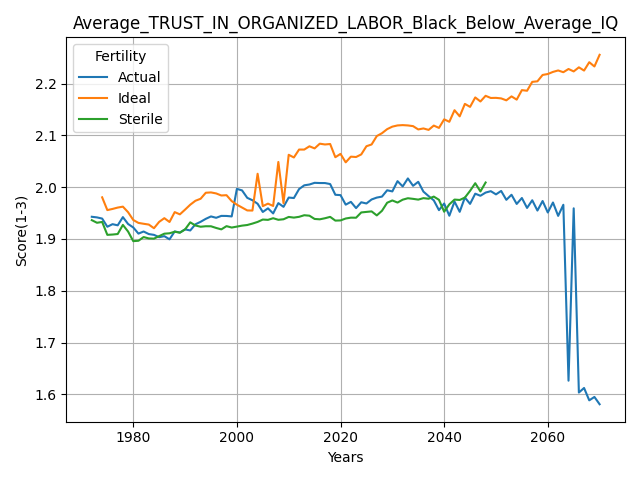 Average_TRUST_IN_ORGANIZED_LABOR_Black_Below_Average_IQ
Fertility
Actual
Ideal
Sterile
Score(1-3)
2.2
2.1
2.0
1.9
1.8
1.7
1.6
1980 2000 2020 2040 2060
Years